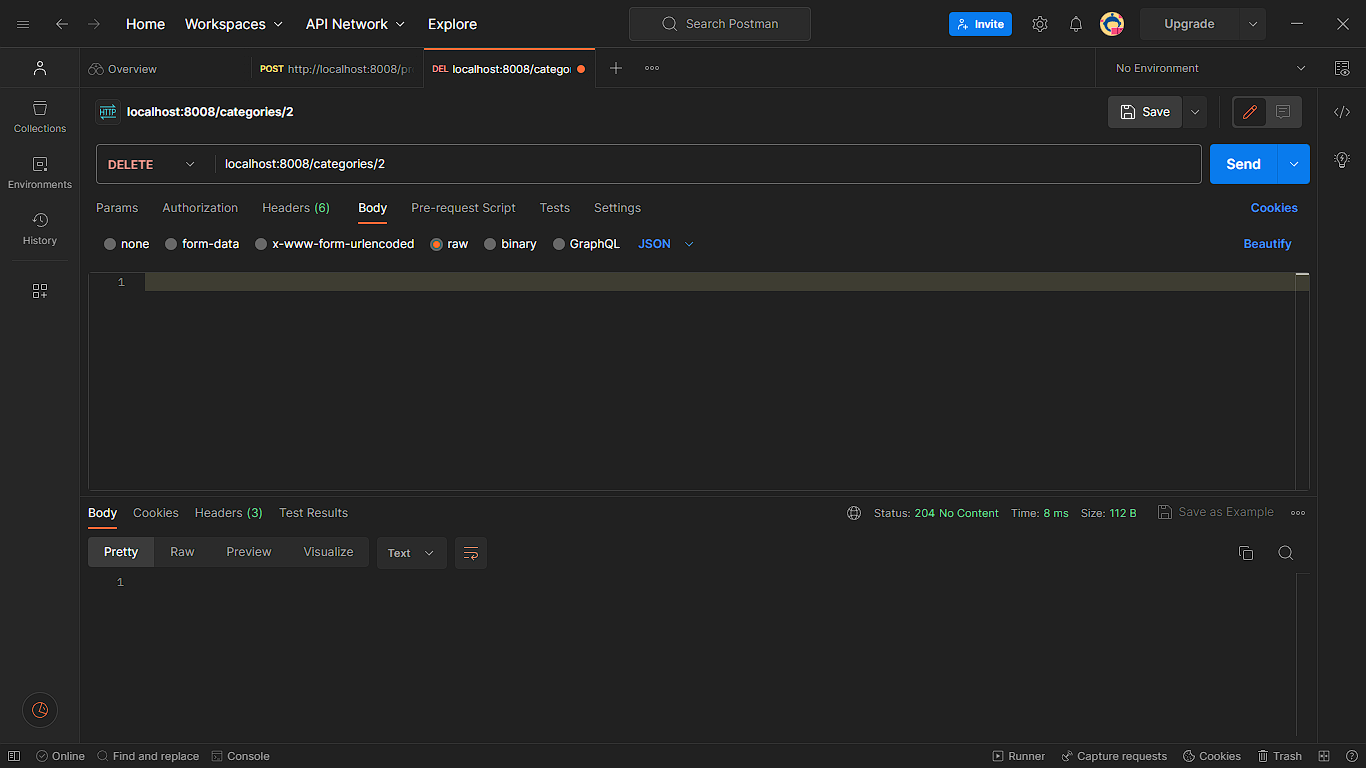 Home Workspaces API Network Explore Search Postman Invite Upgrade
Overview POST http://localhost:8008/pr DEL localhost:8008/catego No Environment
HTTP localhost:8008/categories/2 Save
Collections
DELETE localhost:8008/categories/2 Send
Environments
Params Authorization Headers (6) Body Pre-request Script Tests Settings Cookies
History
none form-data x-www-form-urlencoded raw binary GraphQL JSON Beautify
1
Body Cookies Headers (3) Test Results Status: 204 No Content Time: 8 ms Size: 112 B Save as Example
Pretty Raw Preview Visualize Text
1
Online Find and replace Console Runner Capture requests Cookies Trash